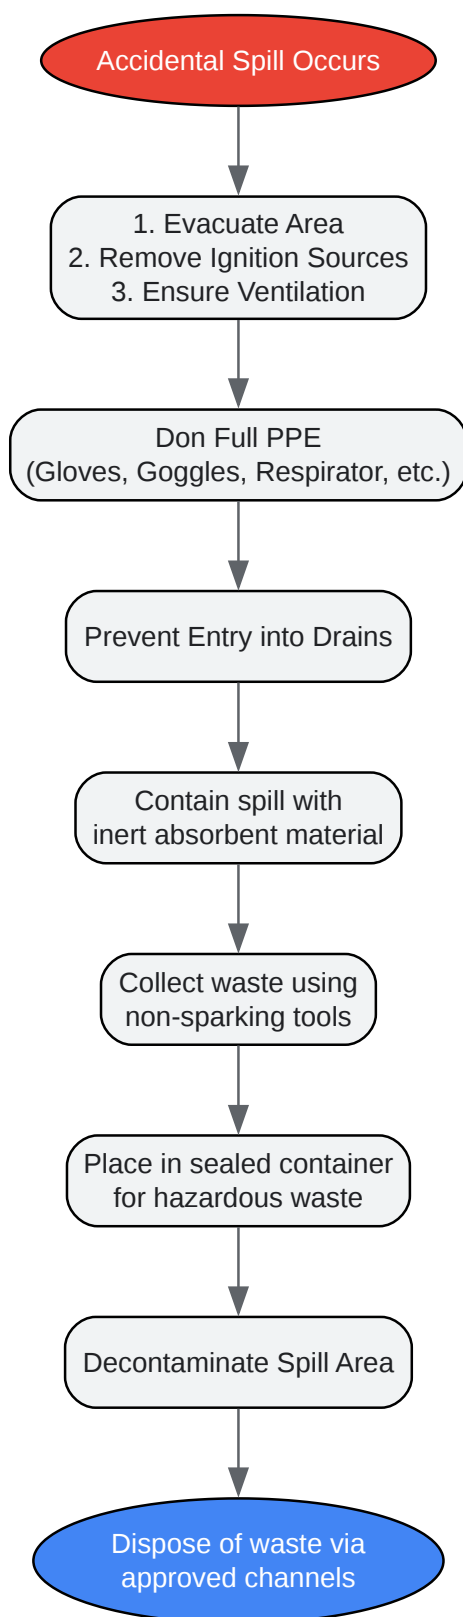 Accidental Spill Occurs
1. Evacuate Area
2. Remove Ignition Sources
3. Ensure Ventilation
Don Full PPE
(Gloves, Goggles, Respirator, etc.)
Prevent Entry into Drains
Contain spill with
inert absorbent material
Collect waste using
non-sparking tools
Place in sealed container
for hazardous waste
Decontaminate Spill Area
Dispose of waste via
approved channels